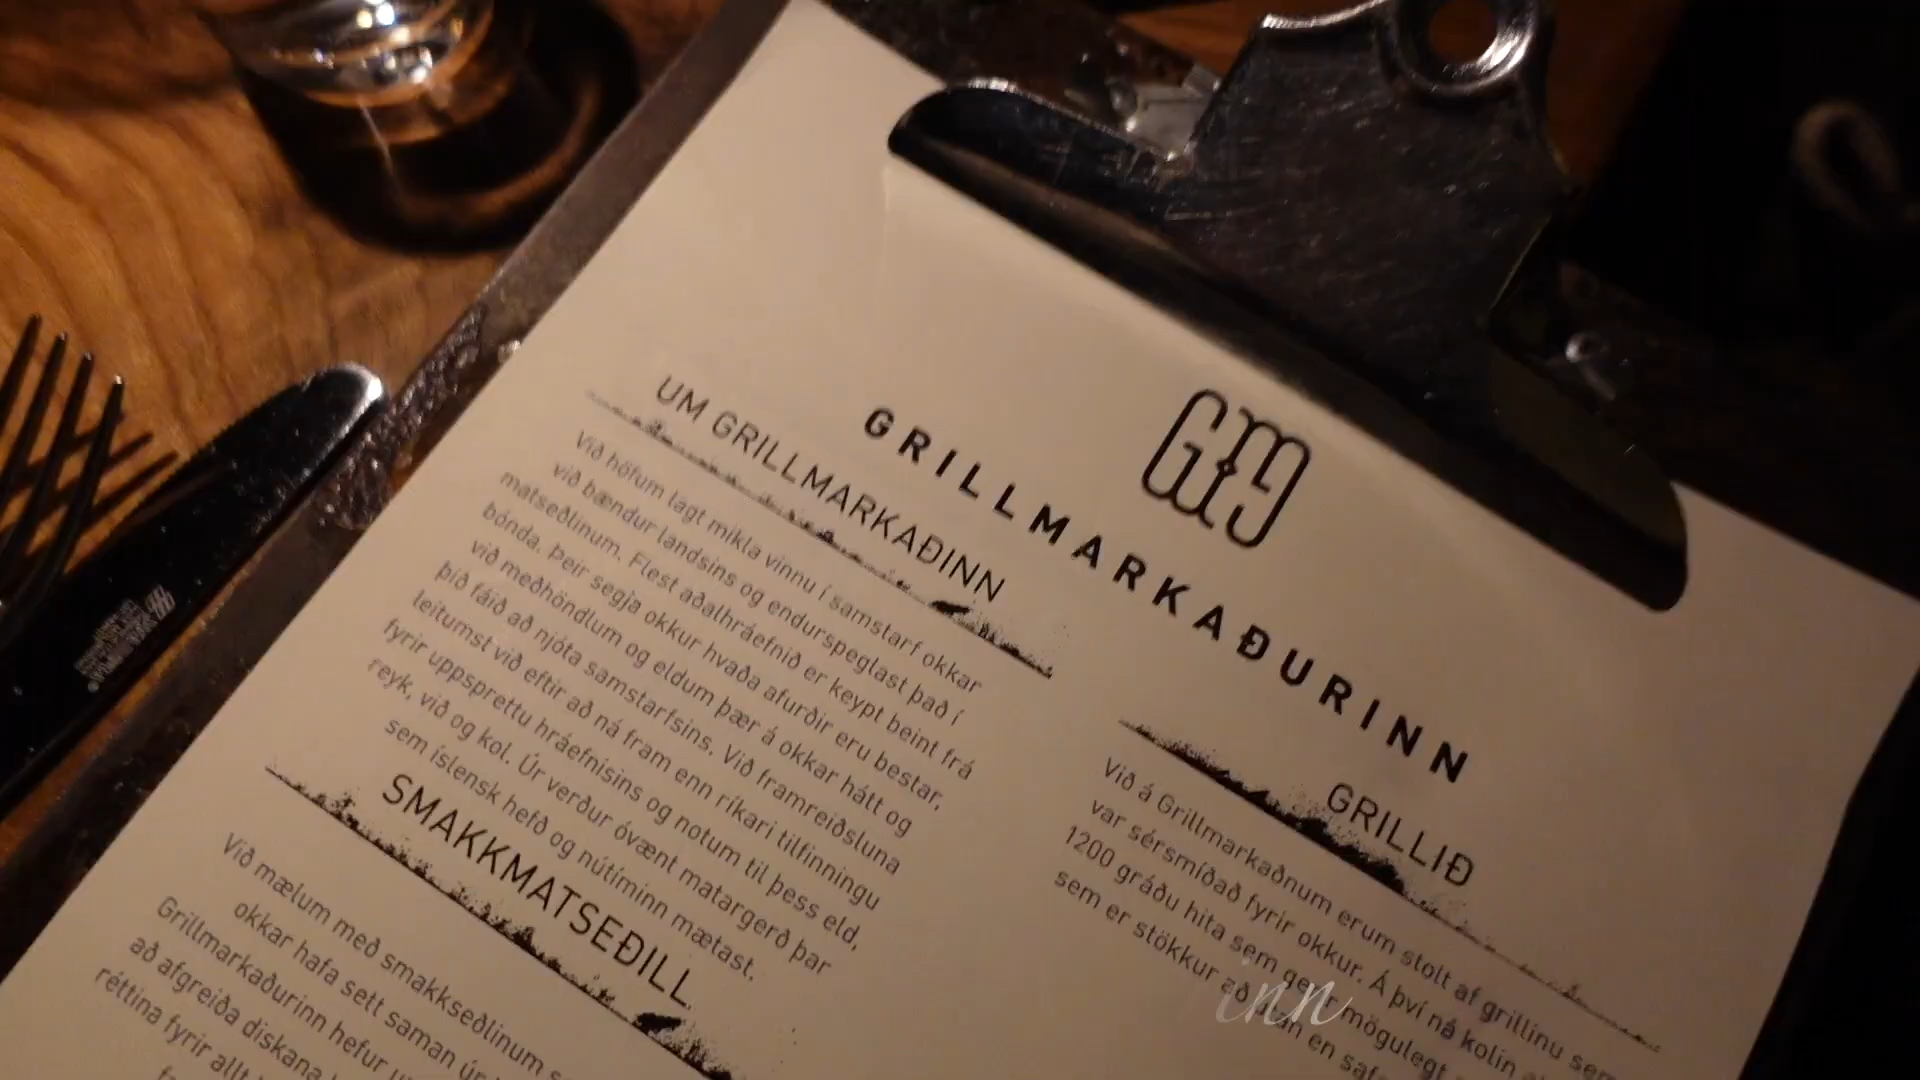 GRILLMARKAÐURINN
UM GRILLMARKAÐINN
Við höfum lagt mikla vinnu í samstarf okkar
við bændur landsins og endurspeglast það í
matseðlinum. Flest aðalhráefnið er keypt beint frá
bónda, þeir segja okkur hvaða afurðir eru bestar,
við meðhöndlum og eldum þær á okkar hátt og
þið fáið að njóta samstarfsins. Við framreiðsluna
leitumst við eftir að ná fram enn ríkari tilfinningu
fyrir uppsprettu hráefnisins og notum til þess eld,
reyk, við og kol. Úr verður óvænt matargerð þar
sem íslensk hefð og nútíminn mætast.
SMAKKMATSEÐILL
Við mælum með smakkseðlinum
okkar hafa sett saman úr
Grillmarkaðurinn hefur
að afgreiða diskana
réttina fyrir allt
GRILLIÐ
Við á Grillmarkaðnum erum stolt af grillinu sem
var sérsmíðað fyrir okkur. Á því ná kolin
1200 gráðu hita sem gerir mögulegt
sem er stökkur að utan en
inn